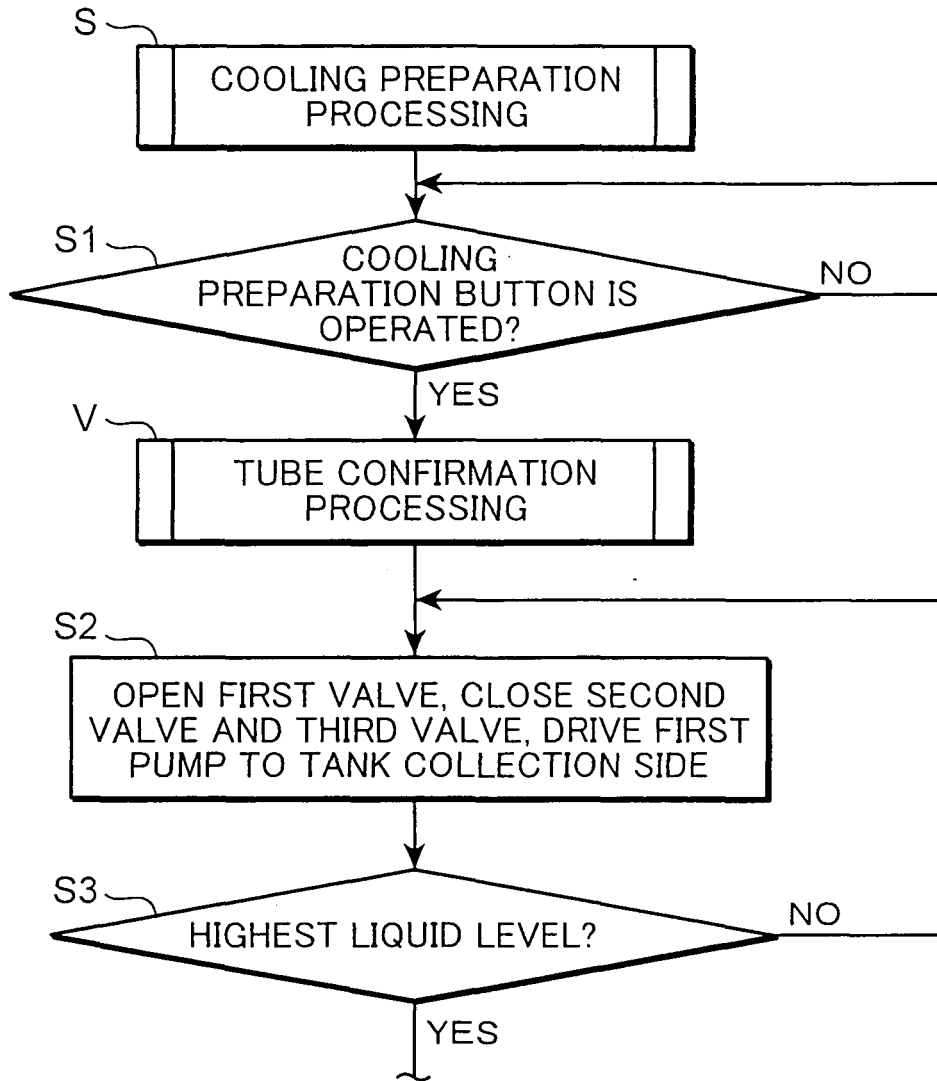 S
COOLING PREPARATION
PROCESSING
S1
COOLING
PREPARATION BUTTON IS
OPERATED?
NO
YES
V
TUBE CONFIRMATION
PROCESSING
S2
OPEN FIRST VALVE, CLOSE SECOND
VALVE AND THIRD VALVE, DRIVE FIRST
PUMP TO TANK COLLECTION SIDE
S3
HIGHEST LIQUID LEVEL?
NO
YES